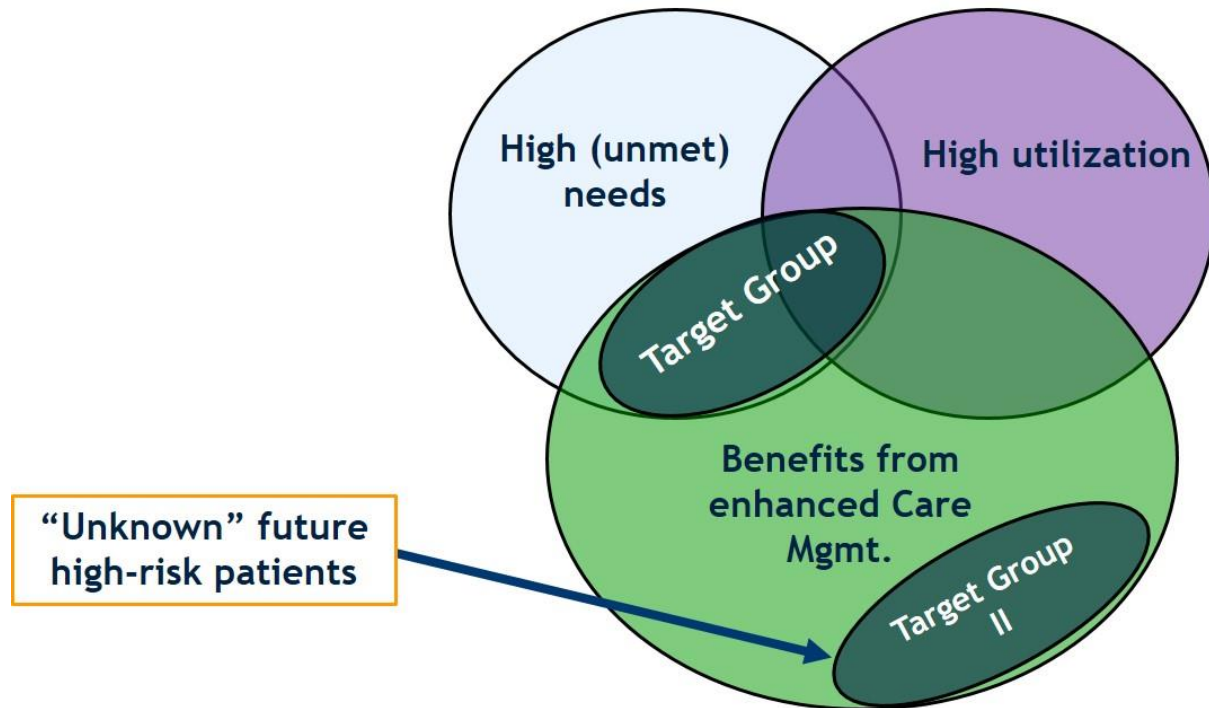 High (unmet)
needs
High utilization
Target Group
Benefits from
enhanced Care
Mgmt.
“Unknown” future
high-risk patients
Target Group
II